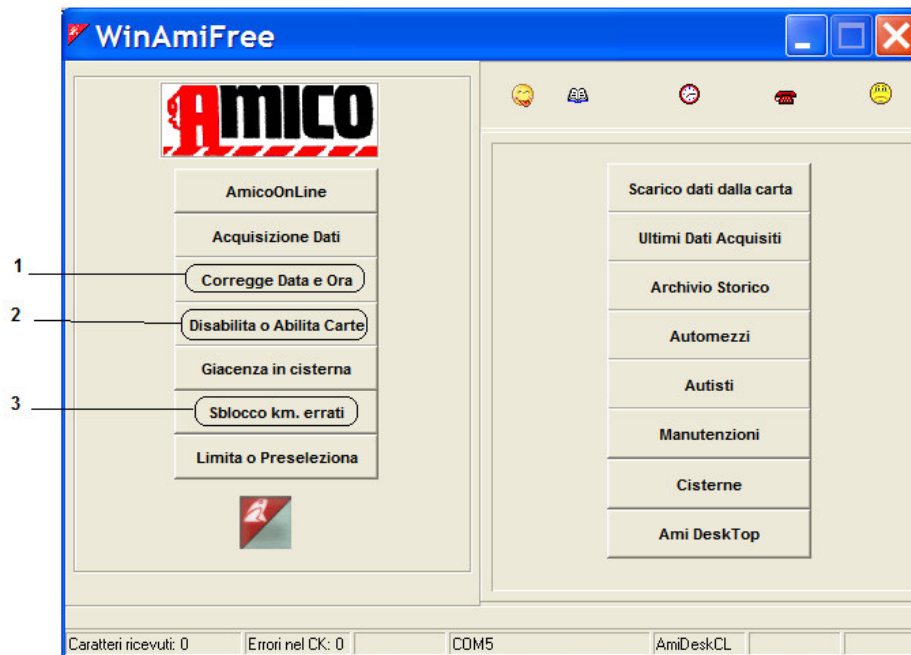 WinAmiFree
AMICO
AmicoOnLine
Acquisizione Dati
1
Corregge Data e Ora
2
Disabilita o Abilita Carte
Giacenza in cisterna
3
Sblocco km. errati
Limita o Preseleziona
Scarico dati dalla carta
Ultimi Dati Acquisiti
Archivio Storico
Automezzi
Autisti
Manutenzioni
Cisterne
Ami DeskTop
Caratteri ricevuti: 0 Errori nel CK: 0 COM5 AmiDeskCL